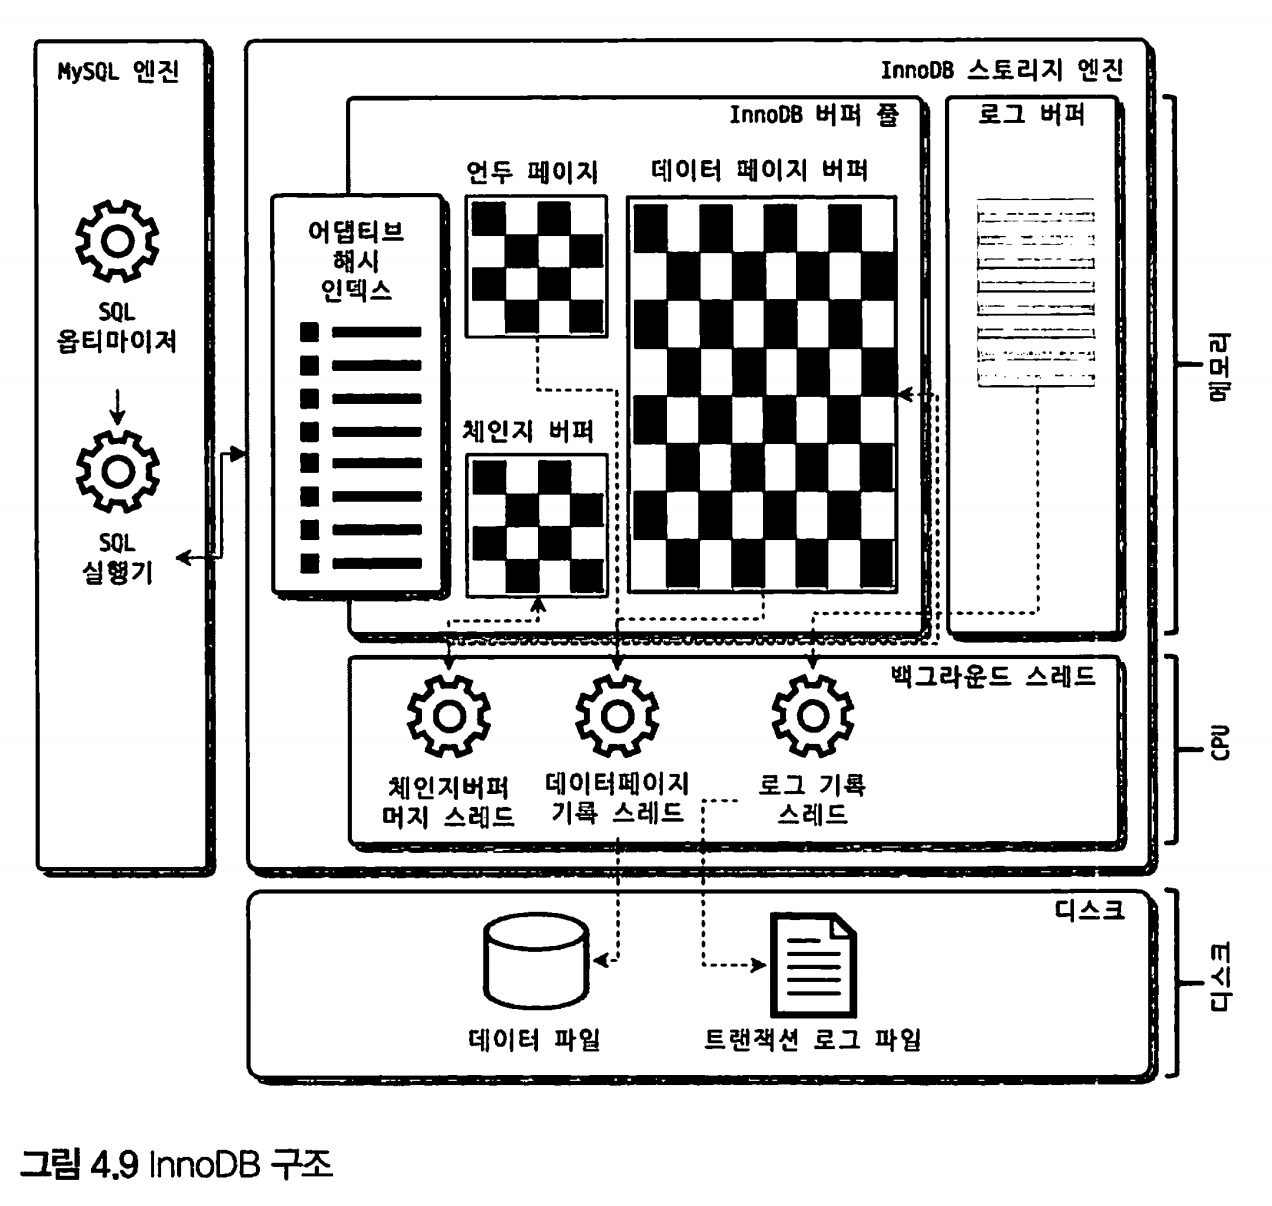 MySQL 엔진
SQL
옵티마이저
SQL
실행기
InnoDB 스토리지 엔진
InnoDB 버퍼 풀
로그 버퍼
어댑티브
해시
인덱스
언두 페이지
데이터 페이지 버퍼
체인지 버퍼
메모리
백그라운드 스레드
체인지버퍼
머지 스레드
데이터페이지
기록 스레드
로그 기록
스레드
CPU
디스크
데이터 파일
트랜잭션 로그 파일
디스크
그림 4.9 InnoDB 구조